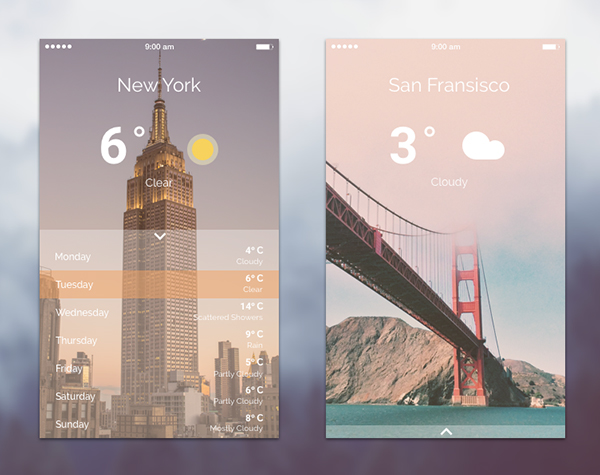 9:00 am
New York
6°
Clear
Monday
4° C
Cloudy
Tuesday
6° C
Clear
Wednesday
14° C
Scattered Showers
Thursday
9° C
Rain
Friday
5° C
Partly Cloudy
Saturday
6° C
Partly Cloudy
Sunday
8° C
Mostly Cloudy
9:00 am
San Fransisco
3°
Cloudy